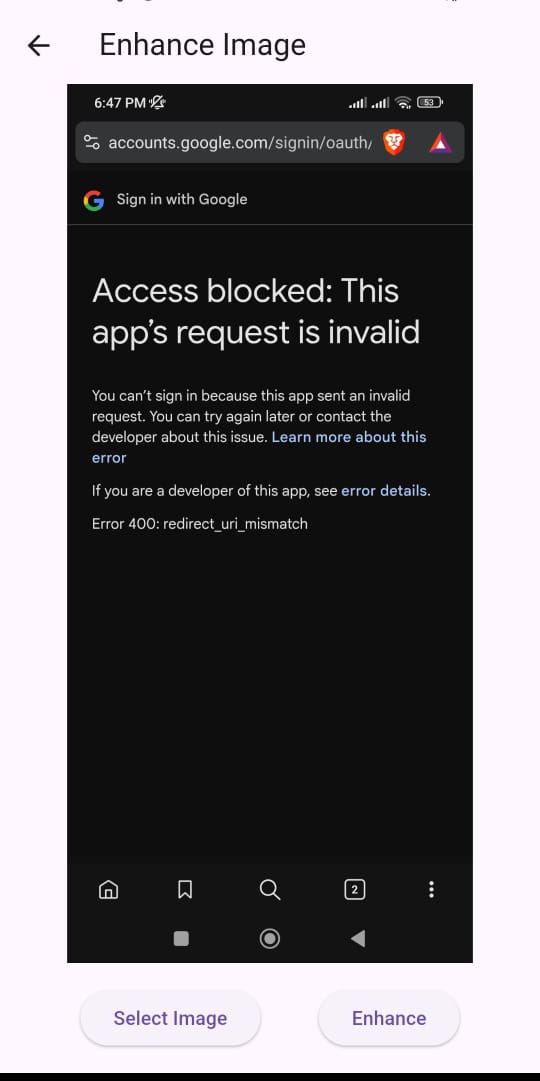 Enhance Image
6:47 PM
53
accounts.google.com/signin/oauth/
Sign in with Google
Access blocked: This
app’s request is invalid
You can’t sign in because this app sent an invalid
request. You can try again later or contact the
developer about this issue. Learn more about this
error
If you are a developer of this app, see error details.
Error 400: redirect_uri_mismatch
2
Select Image
Enhance